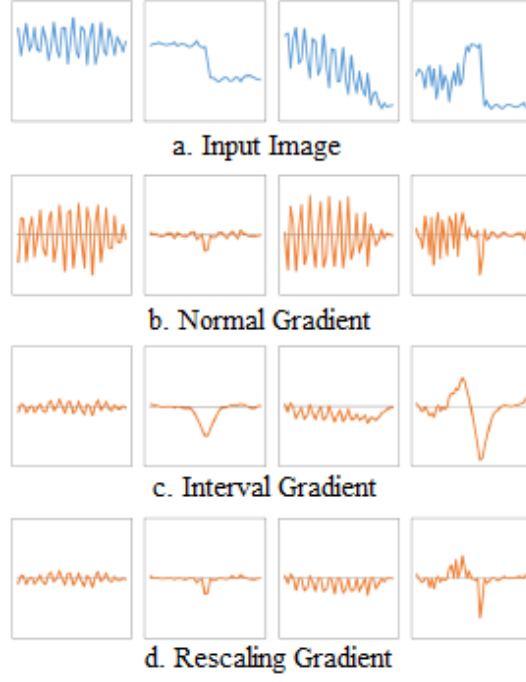 a. Input Image
b. Normal Gradient
c. Interval Gradient
d. Rescaling Gradient